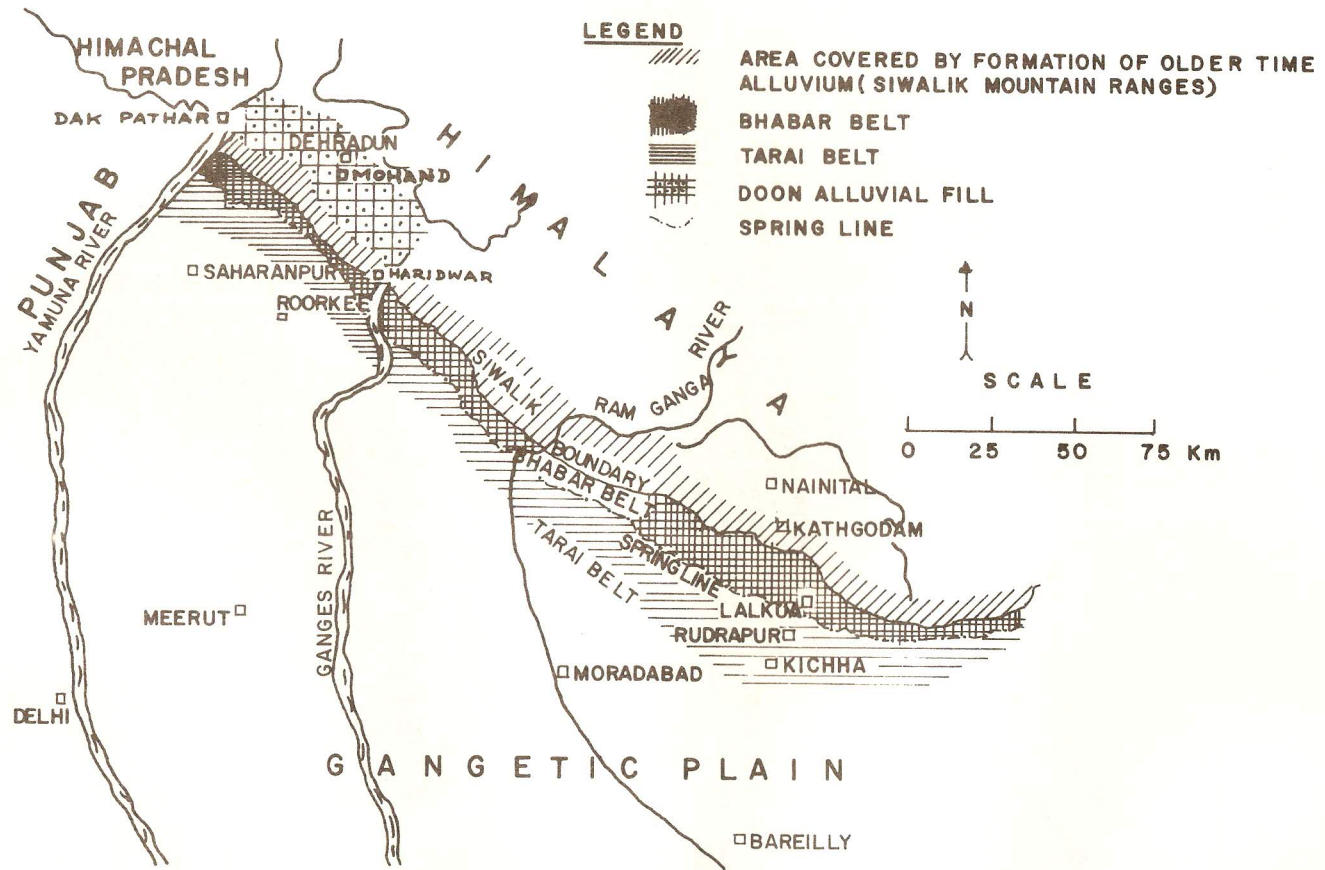 LEGEND
AREA COVERED BY FORMATION OF OLDER TIME
ALLUVIUM (SIWALIK MOUNTAIN RANGES)
BHABAR BELT
TARAI BELT
DOON ALLUVIAL FILL
SPRING LINE
HIMACHAL
PRADESH
DAK PATHAR
DEHRADUN
MOHAND
HIMALAYA
PUNJAB
YAMUNA RIVER
SAHARANPUR
HARIDWAR
ROORKEE
N
SCALE
0 25 50 75 Km
SIWALIK
BOUNDARY
RAM GANGA RIVER
BHABAR BELT
NAINITAL
KATHGODAM
SPRING LINE
TARAI BELT
LALKUA
RUDRAPUR
KICHHA
GANGES RIVER
MEERUT
MORADABAD
DELHI
GANGETIC PLAIN
BAREILLY